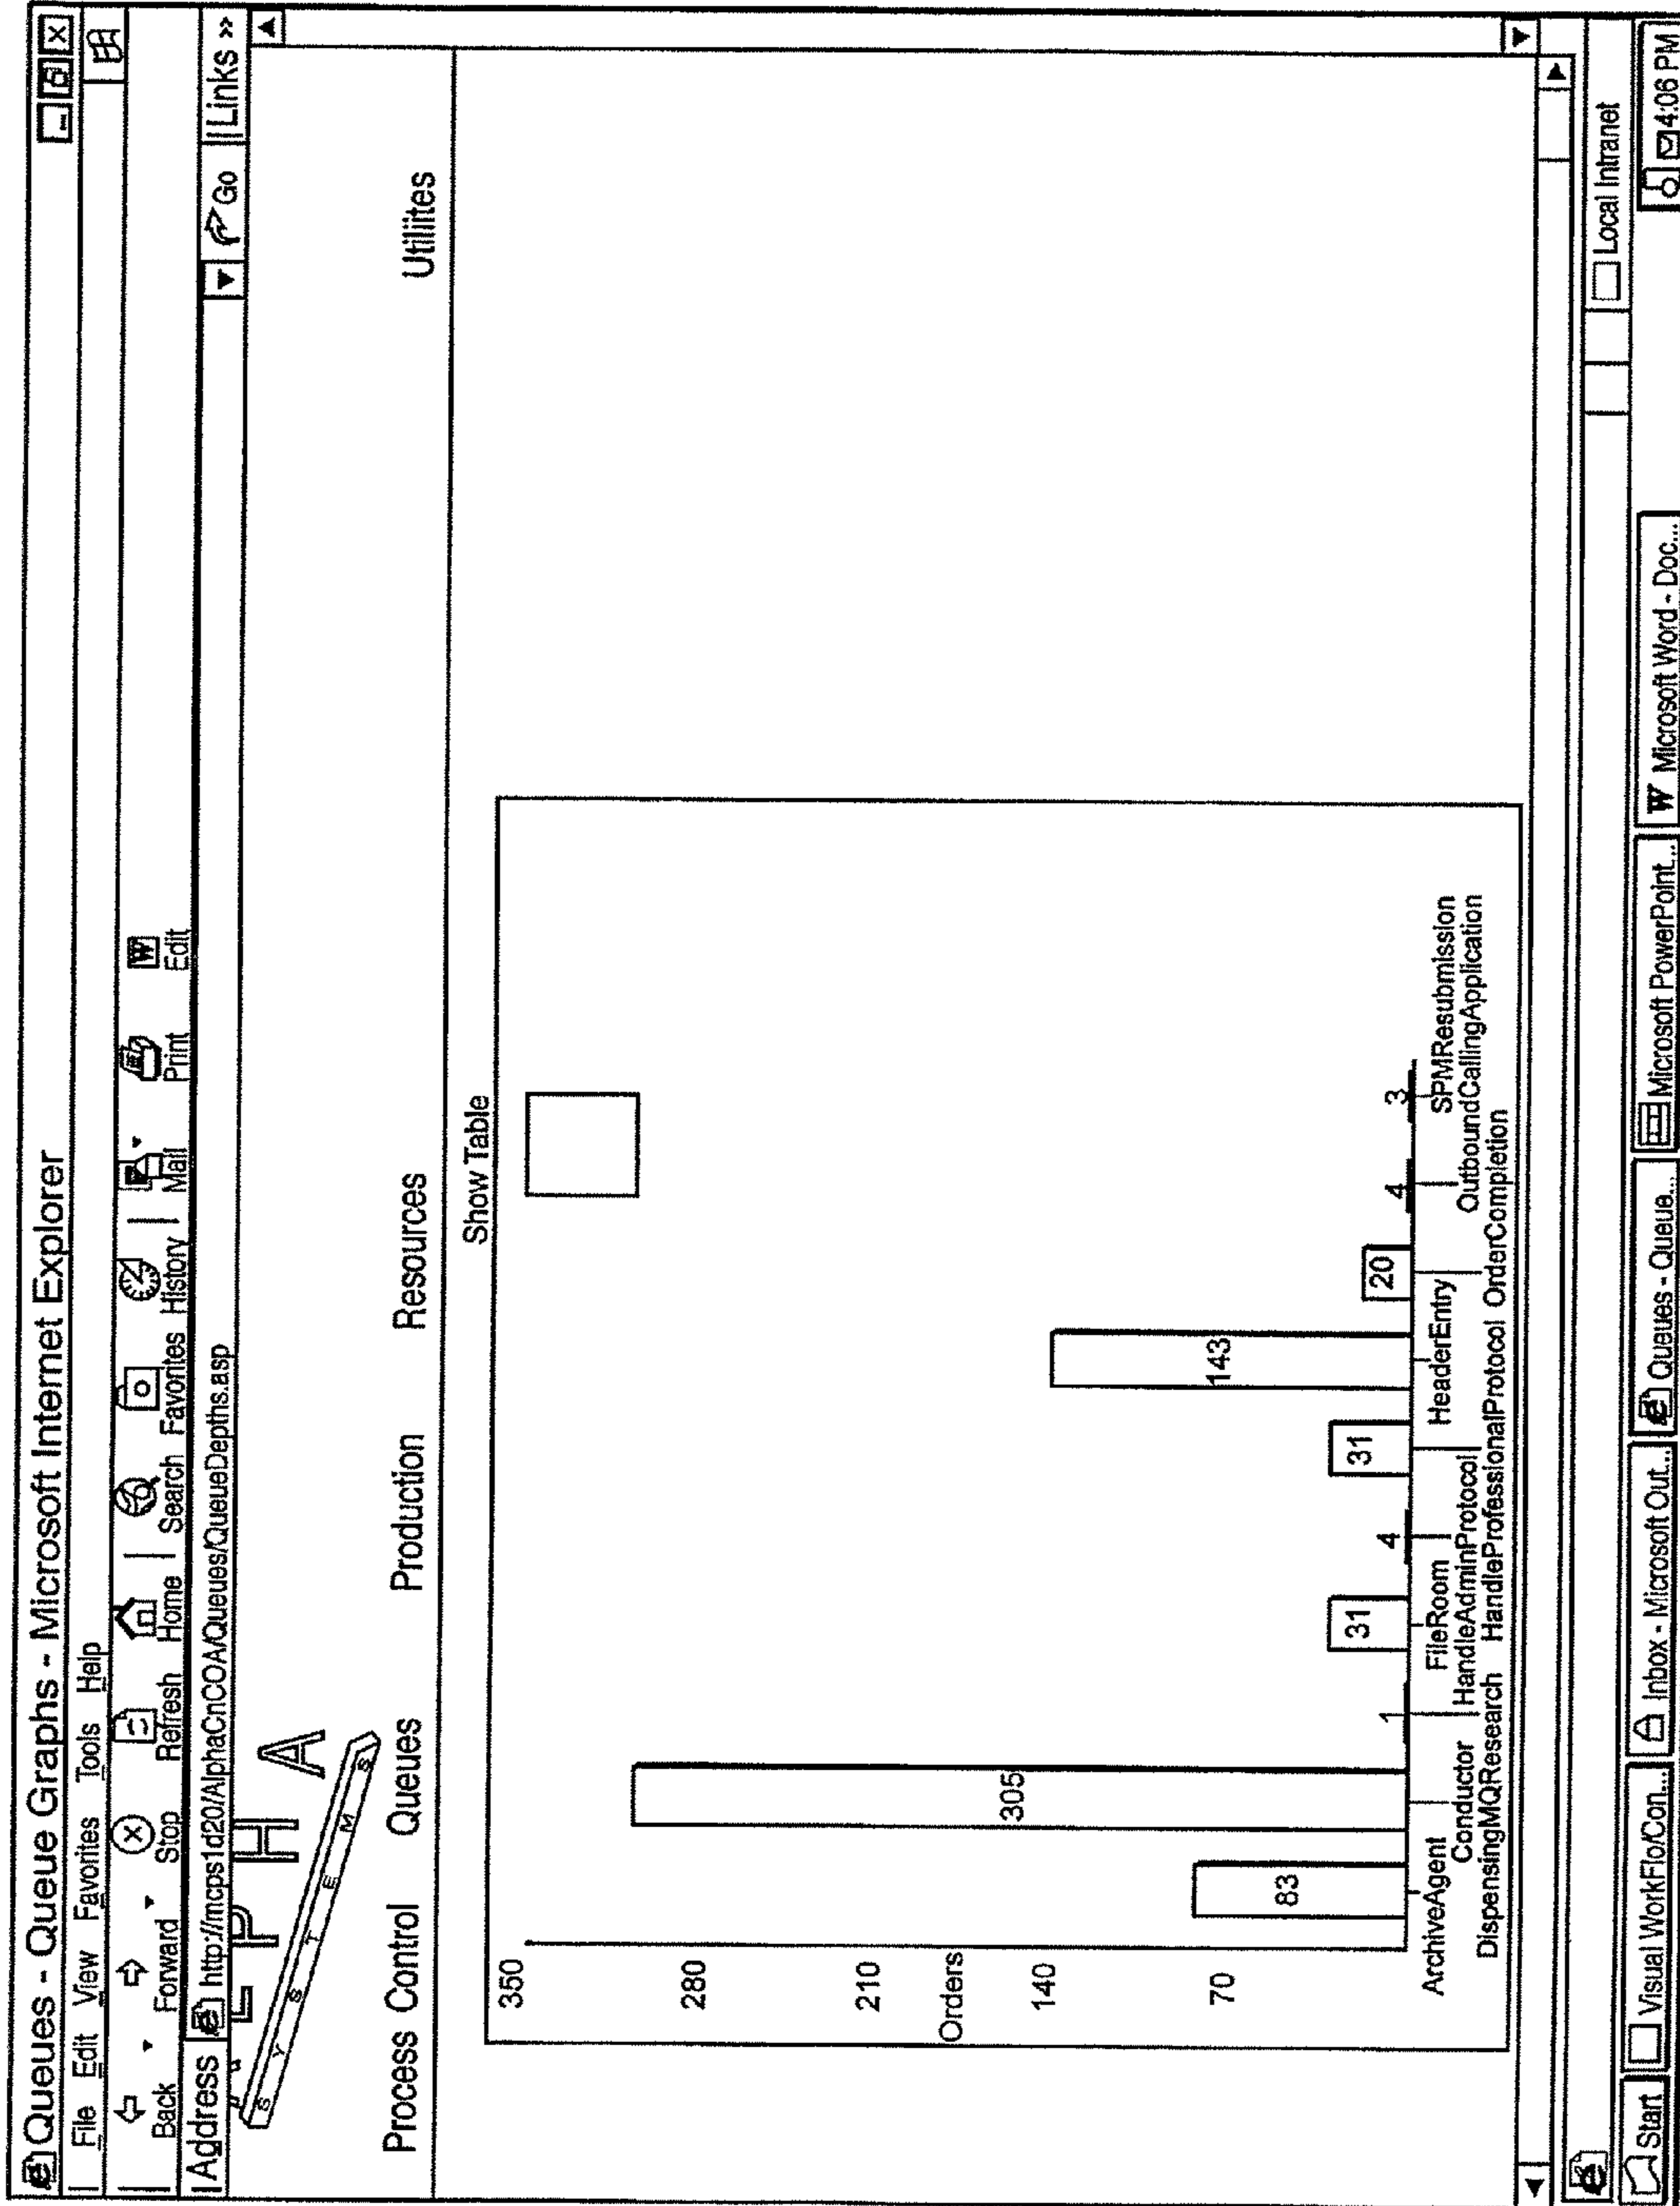 Queues - Queue Graphs - Microsoft Internet Explorer
File Edit View Favorites Tools Help
Back Forward Stop Refresh Home Search Favorites History Mail Print Edit
Address http://mcps1d20/AlphaCnCOA/Queues/QueueDepths.asp Go Links »
A L P H A
SYSTEMS
Process Control Queues Production Resources Utiliites
Show Table
350
280
210
Orders
140
70
83 305 1 31 4 31 143 20 4 3
ArchiveAgent FileRoom HeaderEntry SPMResubmission
Conductor HandleAdminProtocol OutboundCallingApplication
DispensingMQResearch HandleProfessionalProtocol OrderCompletion
Local Intranet
Start Visual WorkFlo/Con... Inbox - Microsoft Out... Queues - Queue... Microsoft PowerPoint... Microsoft Word - Doc... 4:06 PM